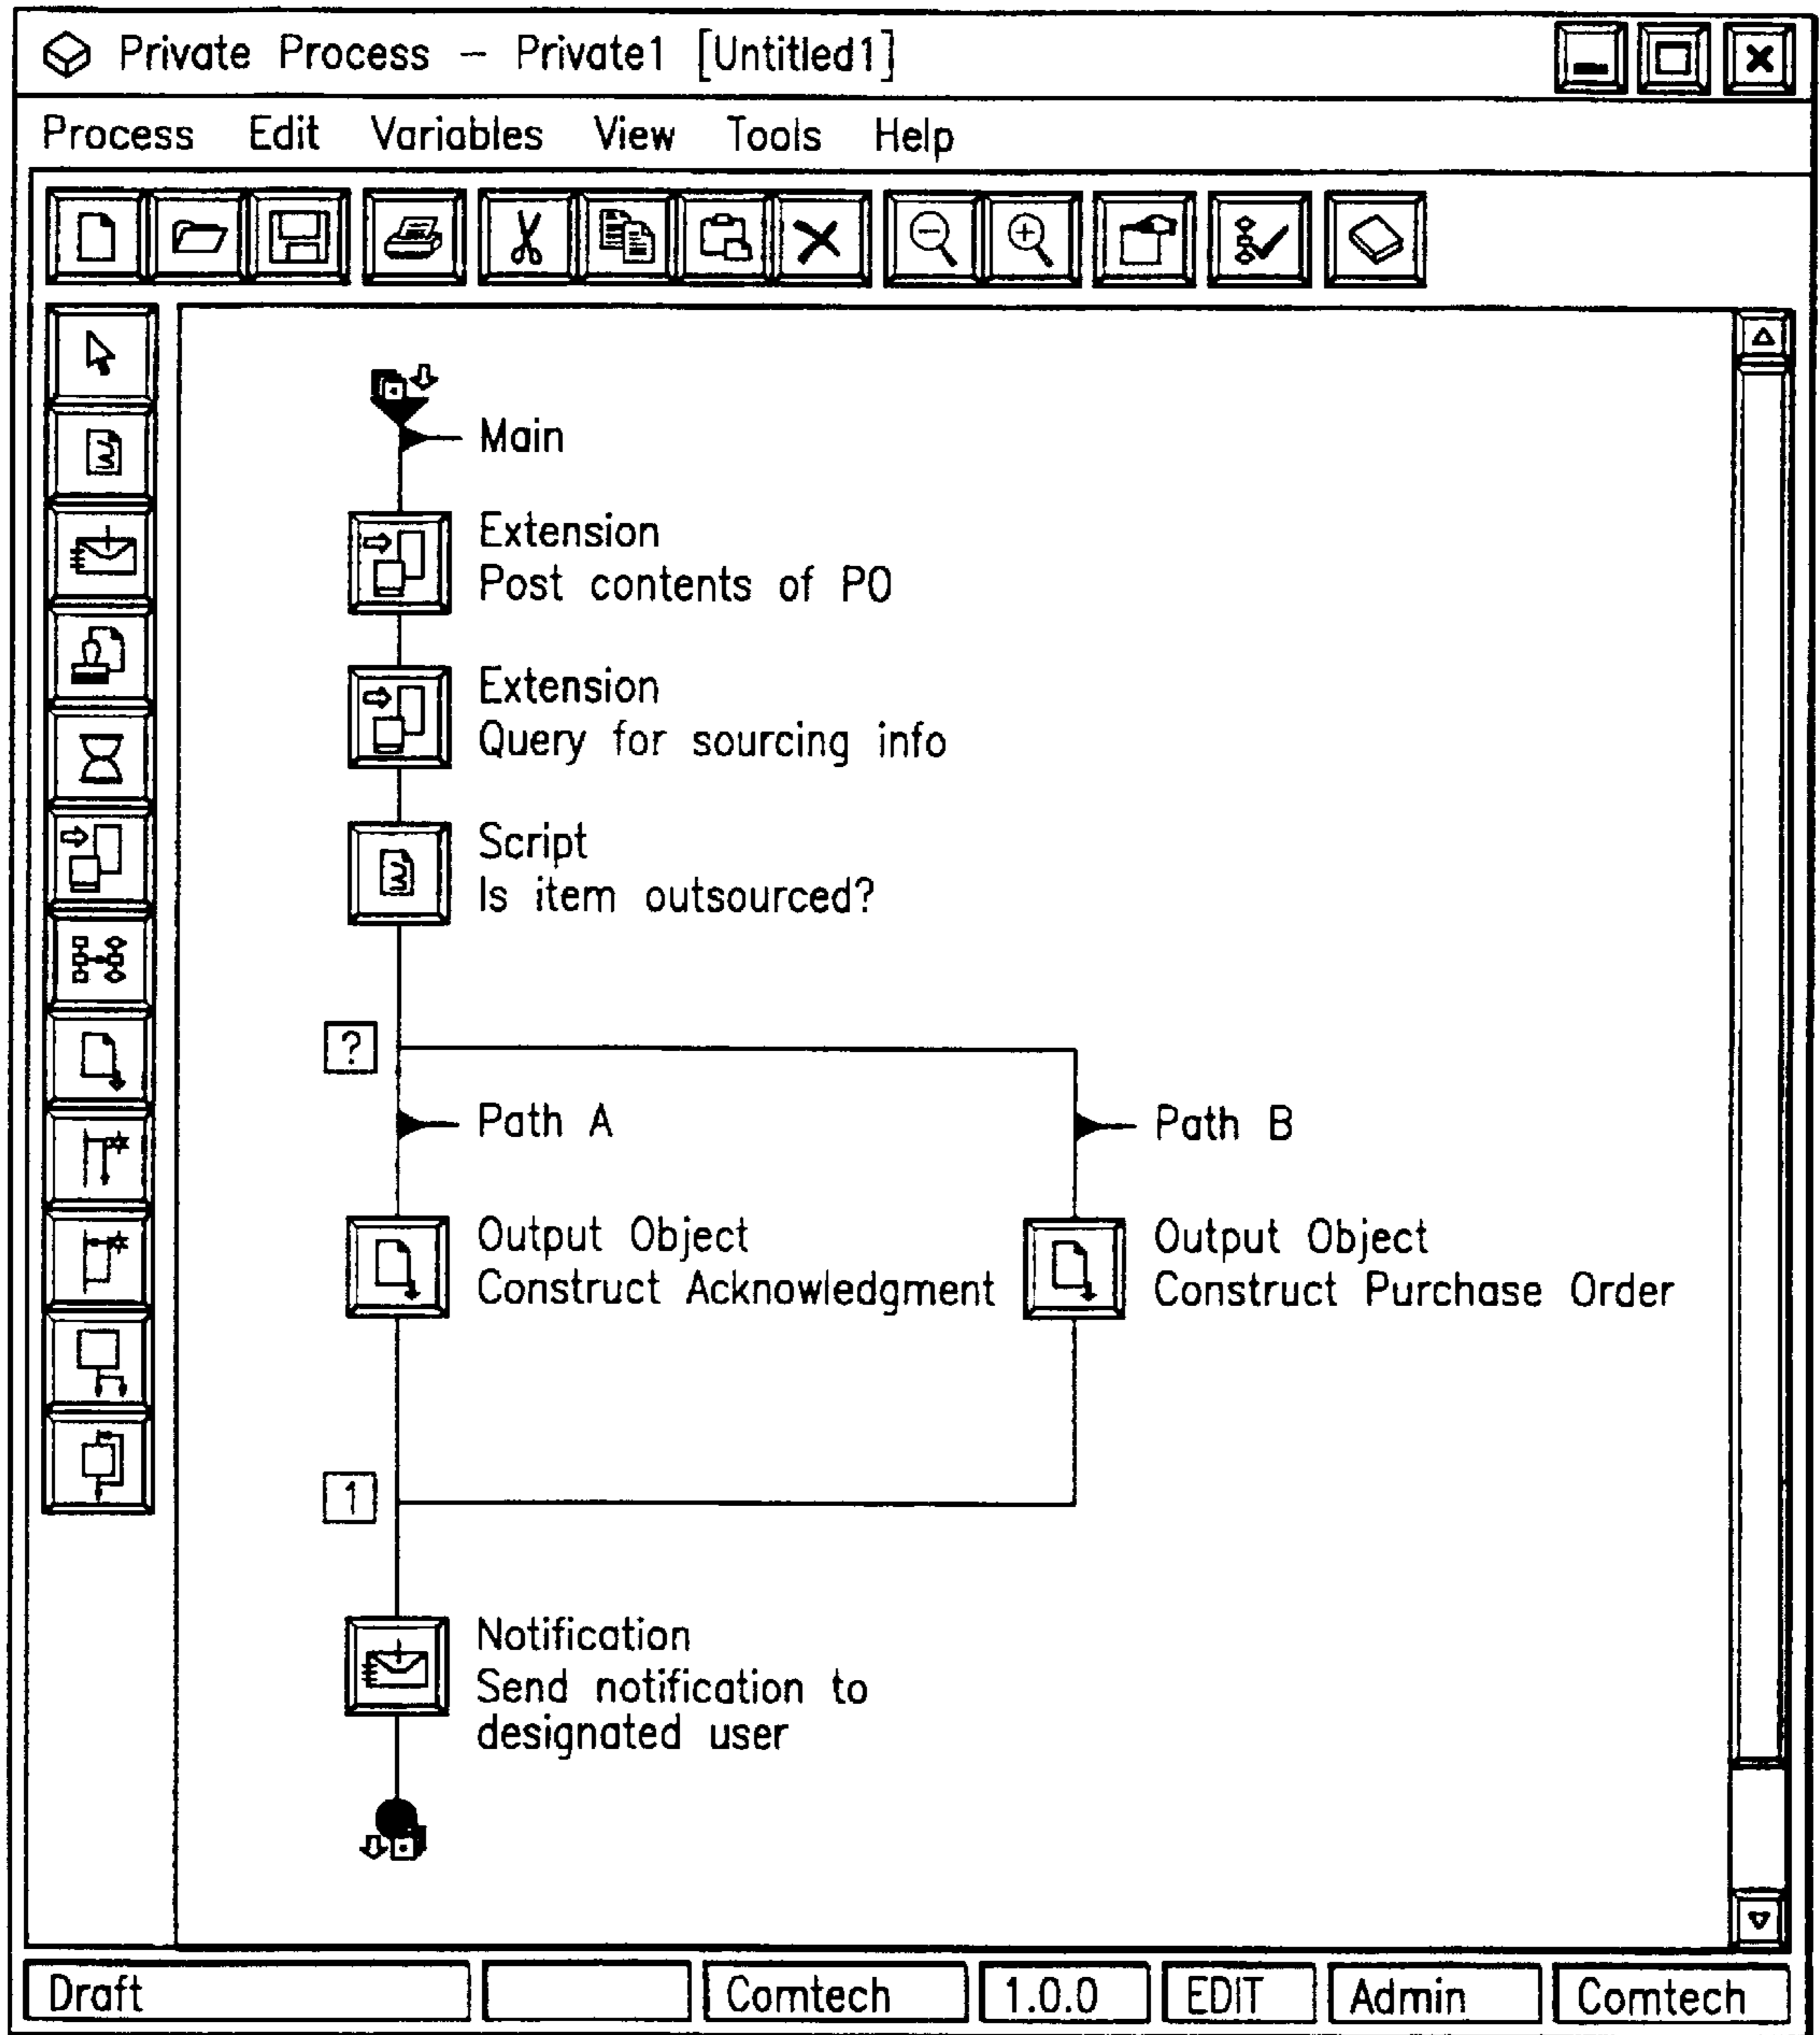 Private Process – Private1 [Untitled1]
Process Edit Variables View Tools Help
Main
Extension
Post contents of PO
Extension
Query for sourcing info
Script
Is item outsourced?
?
Path A
Path B
Output Object
Construct Acknowledgment
Output Object
Construct Purchase Order
1
Notification
Send notification to
designated user
Draft Comtech 1.0.0 EDIT Admin Comtech